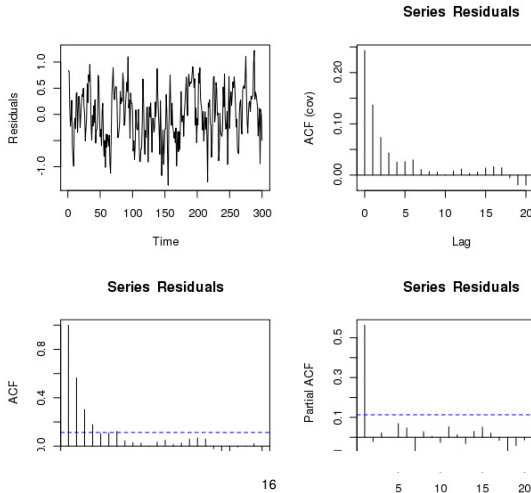 Series Residuals
Residuals
1.0
0.5
0.0
-1.0
0 50 100 150 200 250 300
Time
ACF (cov)
0.20
0.10
0.00
0 5 10 15 20
Lag
Series Residuals
ACF
0.8
0.4
0.0
16
Series Residuals
Partial ACF
0.5
0.3
0.1
5 10 15 20